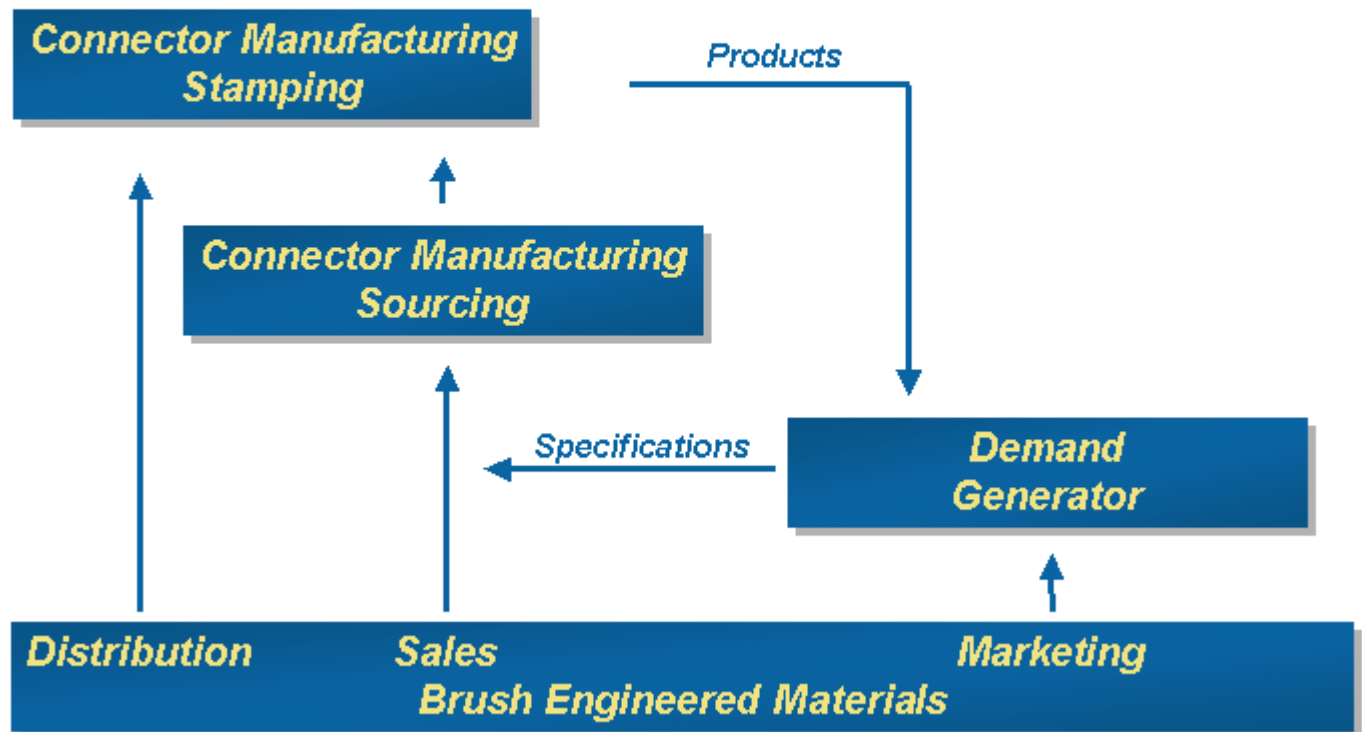 Connector Manufacturing
Stamping
Products
Connector Manufacturing
Sourcing
Specifications
Demand
Generator
Distribution Sales Marketing
Brush Engineered Materials